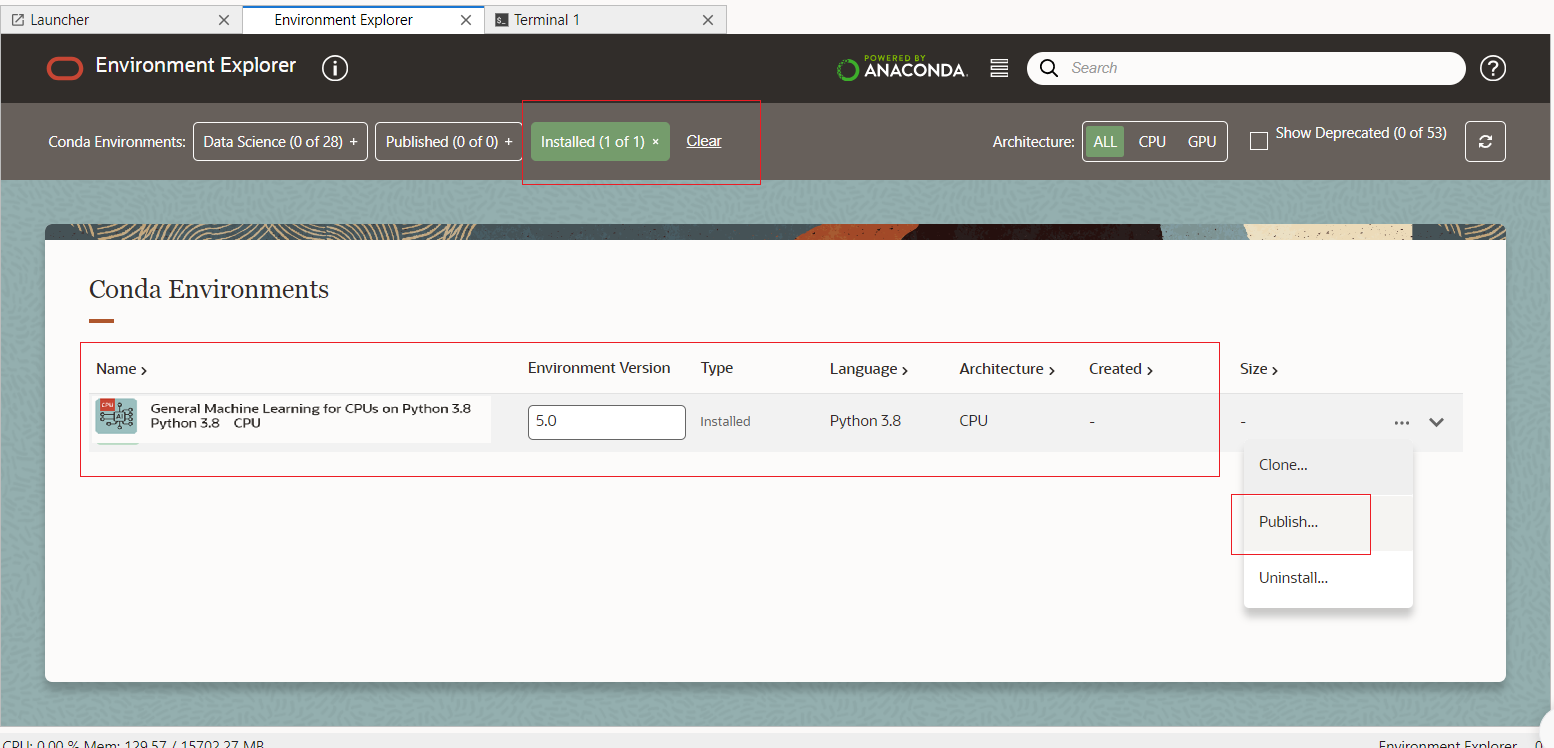 Launcher
Environment Explorer
Terminal 1
Environment Explorer
POWERED BY
ANACONDA.
Search
Conda Environments:
Data Science (0 of 28) +
Published (0 of 0) +
Installed (1 of 1) ×
Clear
Architecture:
ALL
CPU
GPU
Show Deprecated (0 of 53)
Conda Environments
Name
Environment Version
Type
Language
Architecture
Created
Size
CPU
AI
General Machine Learning for CPUs on Python 3.8
Python 3.8 CPU
5.0
Installed
Python 3.8
CPU
-
-
Clone...
Publish...
Uninstall...
CPU: 0.00 % Mem: 129.57 / 15702.27 MB
Environment Explorer
0